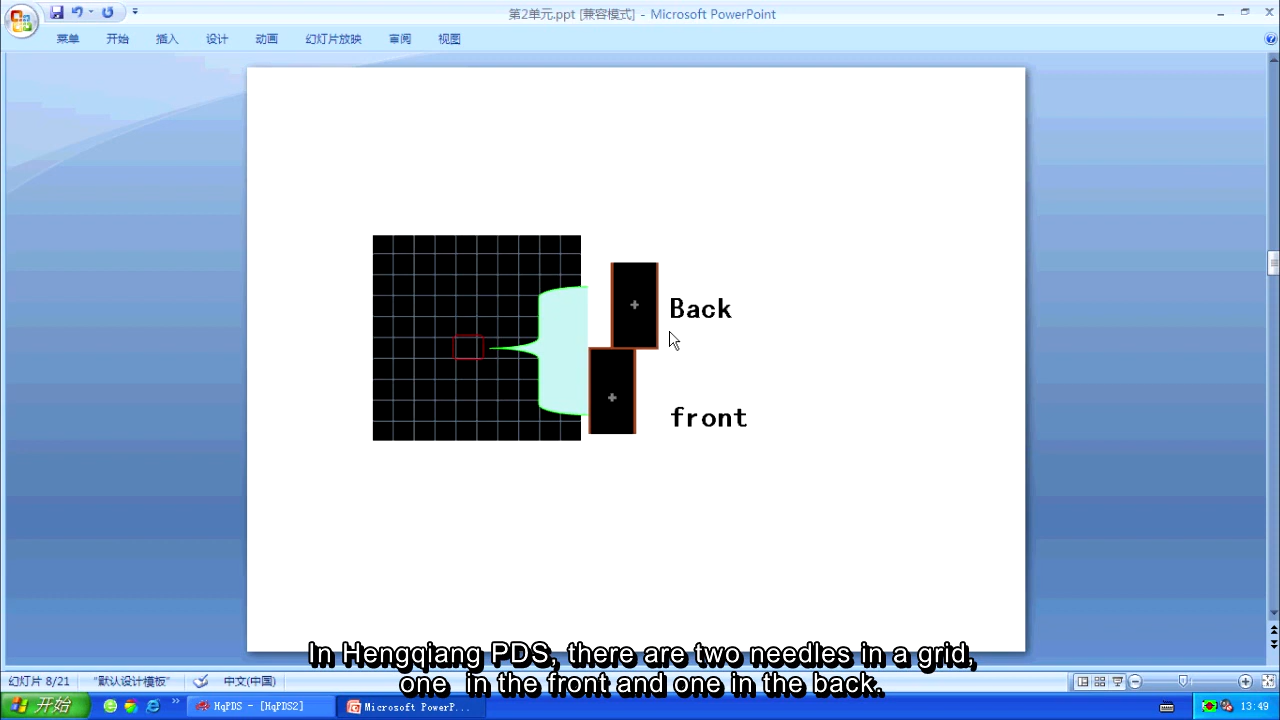 第2单元.ppt [兼容模式] - Microsoft PowerPoint
菜单 开始 插入 设计 动画 幻灯片放映 审阅 视图
Back
front
In Hengqiang PDS, there are two needles in a grid,
one in the front and one in the back.
幻灯片 8/21 "默认设计模板" 中文(中国)
开始 HqPDS - [HqPDS2] Microsoft PowerP... 13:49